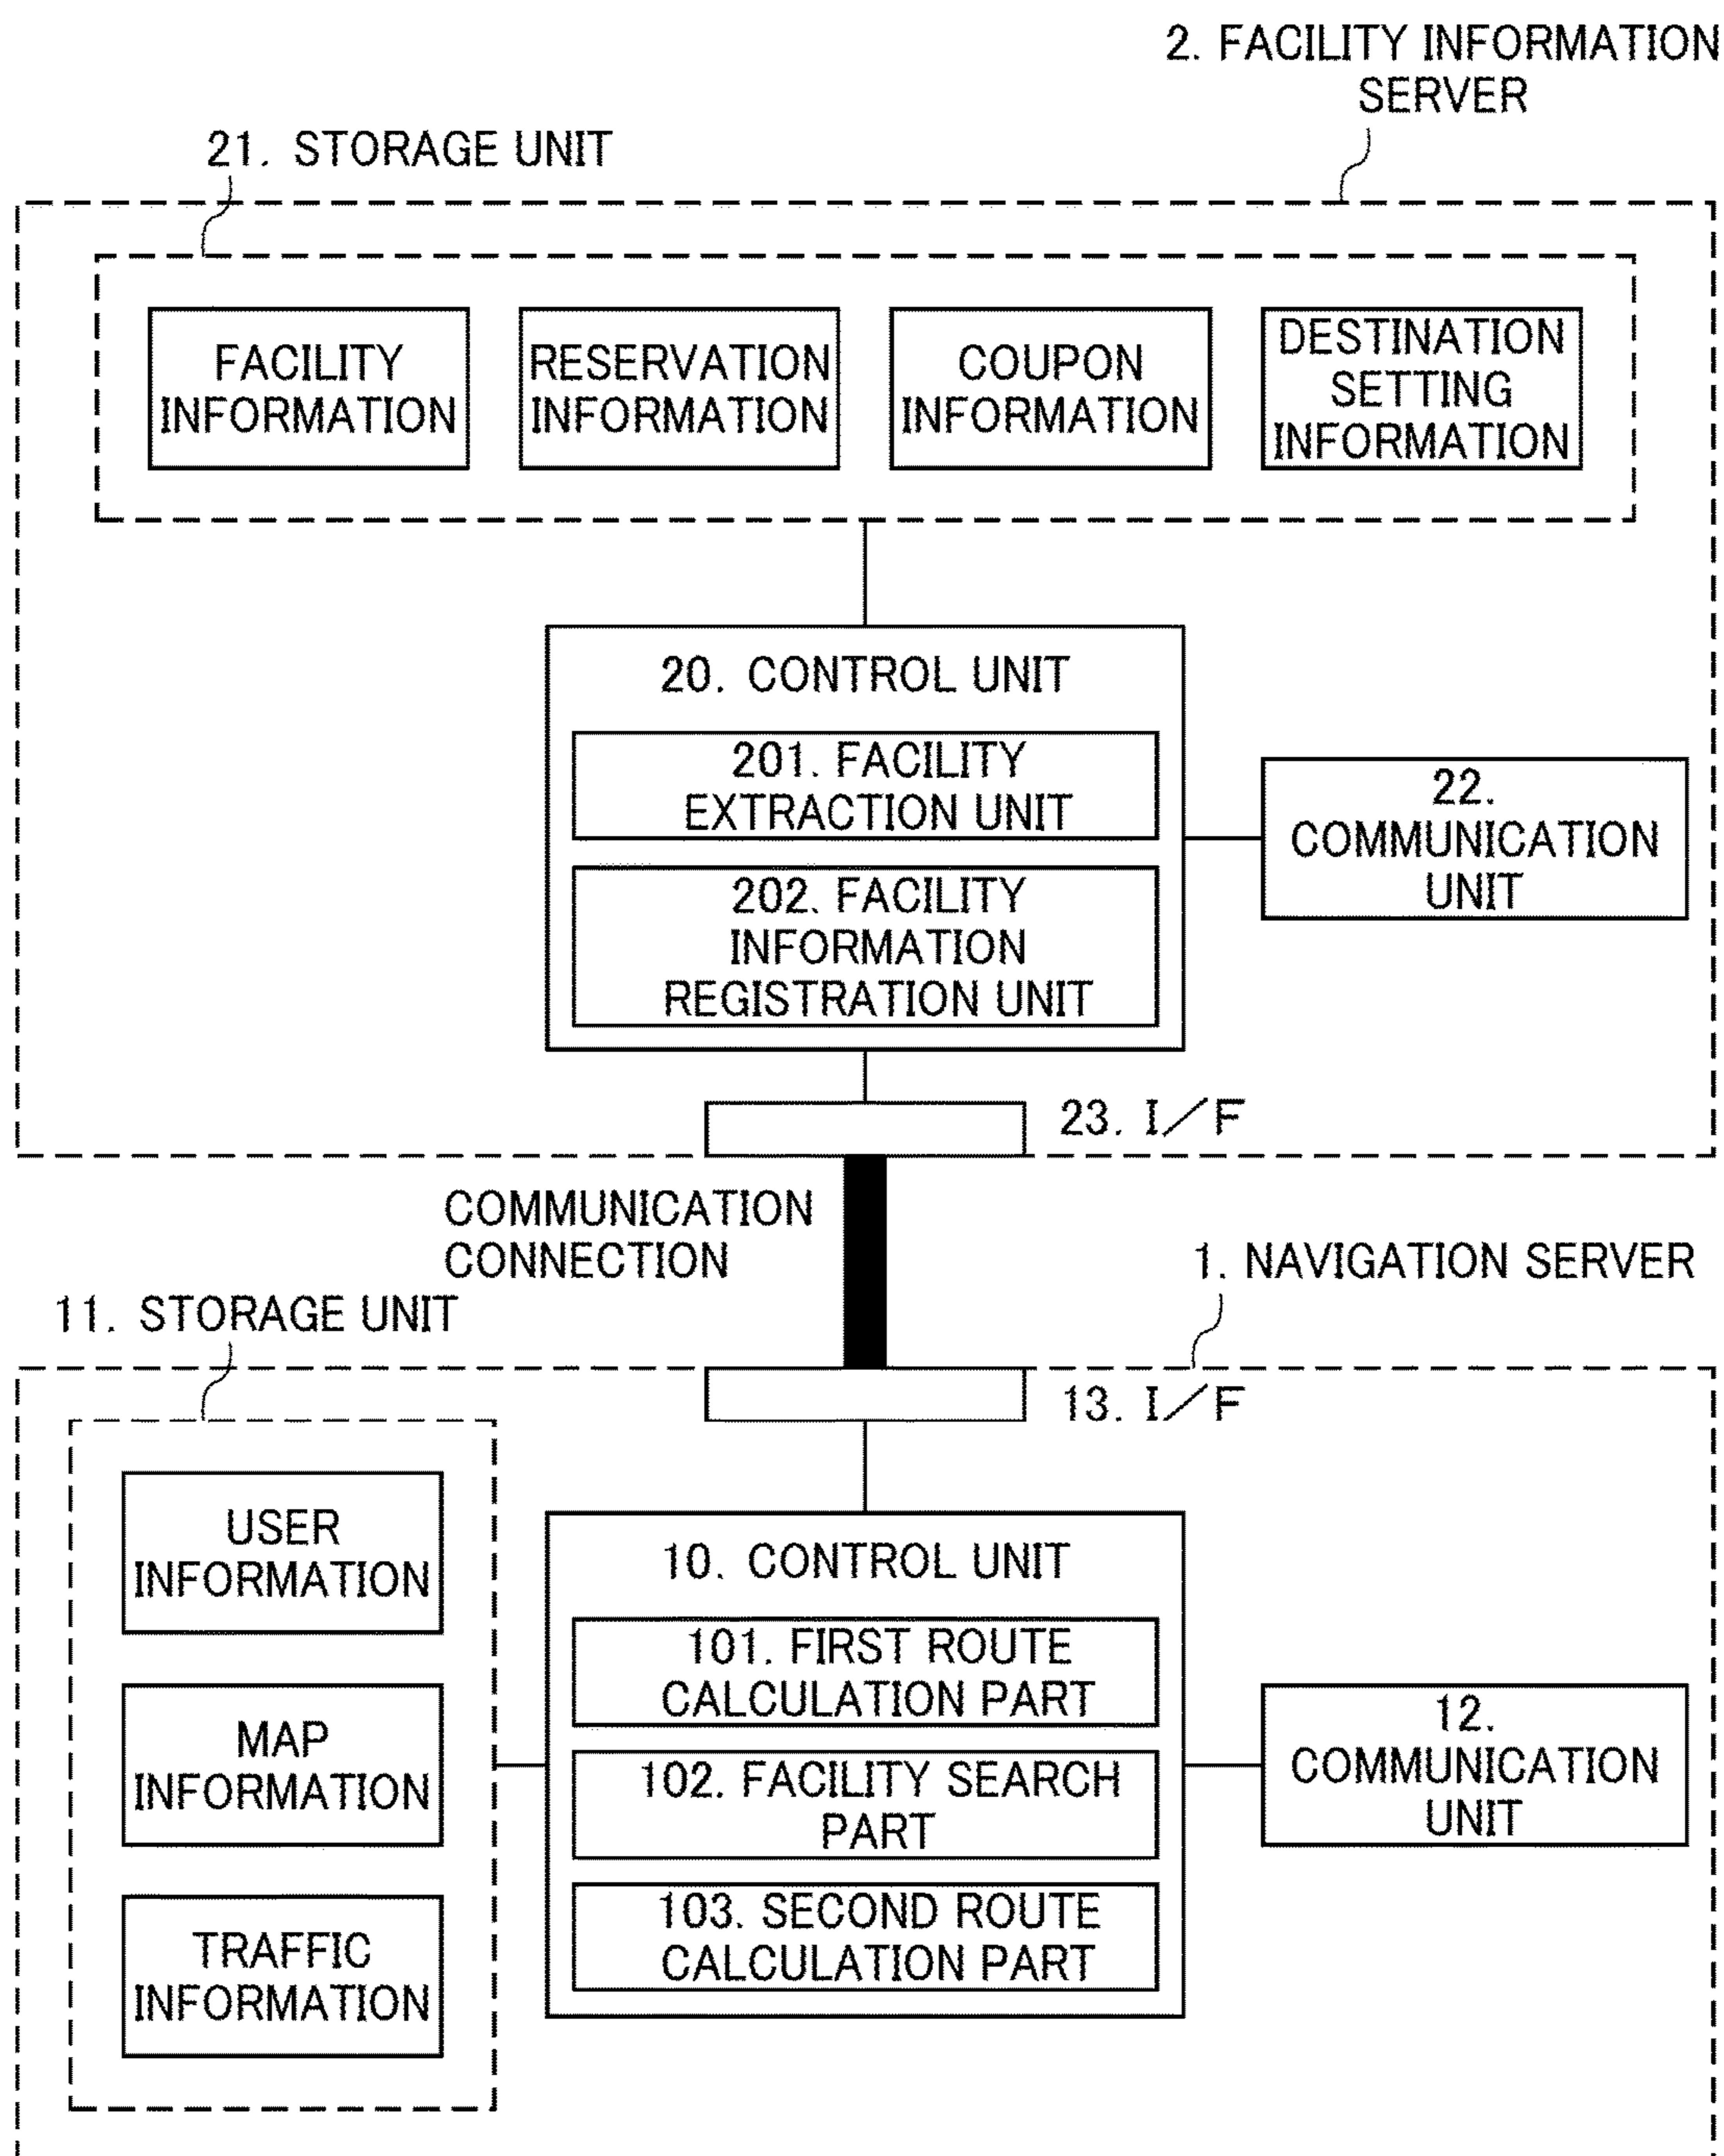 2. FACILITY INFORMATION
SERVER
21. STORAGE UNIT
FACILITY
INFORMATION
RESERVATION
INFORMATION
COUPON
INFORMATION
DESTINATION
SETTING
INFORMATION
20. CONTROL UNIT
201. FACILITY
EXTRACTION UNIT
202. FACILITY
INFORMATION
REGISTRATION UNIT
22.
COMMUNICATION
UNIT
23. I/F
COMMUNICATION
CONNECTION
1. NAVIGATION SERVER
11. STORAGE UNIT
13. I/F
USER
INFORMATION
MAP
INFORMATION
TRAFFIC
INFORMATION
10. CONTROL UNIT
101. FIRST ROUTE
CALCULATION PART
102. FACILITY SEARCH
PART
103. SECOND ROUTE
CALCULATION PART
12.
COMMUNICATION
UNIT